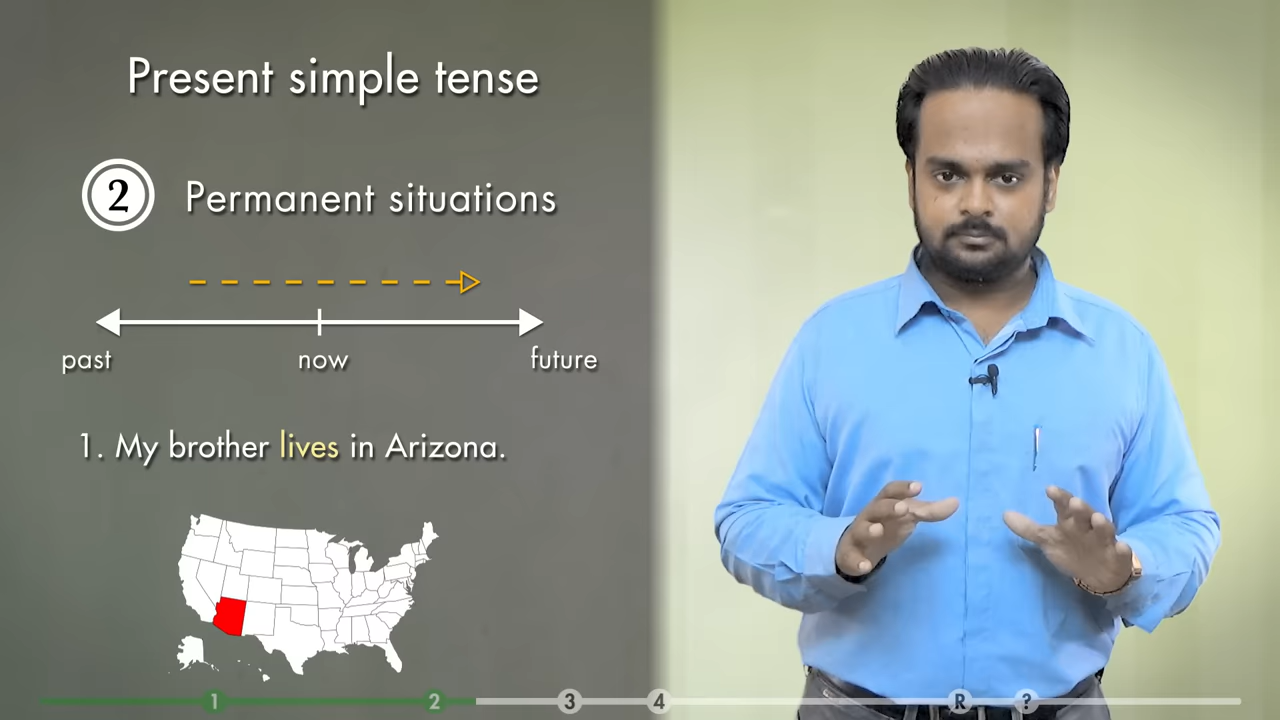 Present simple tense
2 Permanent situations
past now future
1. My brother lives in Arizona.
1 2 3 4 R ?